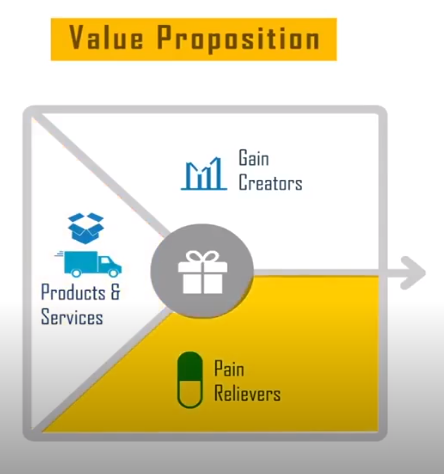 Value Proposition
Gain
Creators
Products &
Services
Pain
Relievers